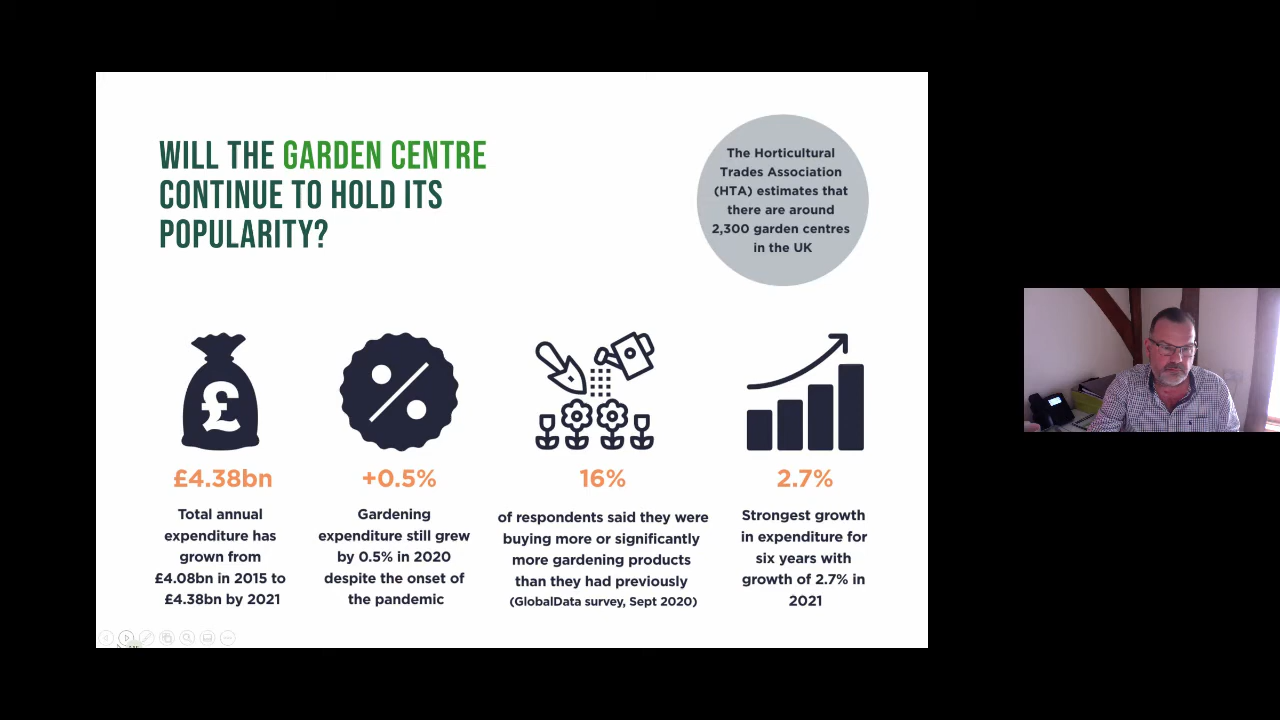 WILL THE GARDEN CENTRE
CONTINUE TO HOLD ITS
POPULARITY?
The Horticultural
Trades Association
(HTA) estimates that
there are around
2,300 garden centres
in the UK
£
%
£4.38bn
Total annual
expenditure has
grown from
£4.08bn in 2015 to
£4.38bn by 2021
+0.5%
Gardening
expenditure still grew
by 0.5% in 2020
despite the onset of
the pandemic
16%
of respondents said they were
buying more or significantly
more gardening products
than they had previously
(GlobalData survey, Sept 2020)
2.7%
Strongest growth
in expenditure for
six years with
growth of 2.7% in
2021